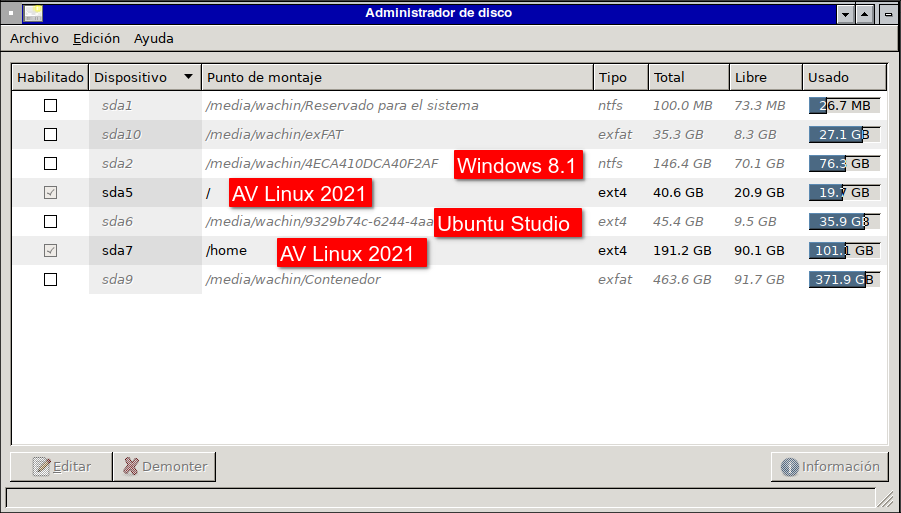 Administrador de disco
Archivo Edición Ayuda
Habilitado Dispositivo Punto de montaje Tipo Total Libre Usado
sda1 /media/wachin/Reservado para el sistema ntfs 100.0 MB 73.3 MB 26.7 MB
sda10 /media/wachin/exFAT exfat 35.3 GB 8.3 GB 27.1 GB
sda2 /media/wachin/4ECA410DCA40F2AF Windows 8.1 ntfs 146.4 GB 70.1 GB 76.3 GB
sda5 / AV Linux 2021 ext4 40.6 GB 20.9 GB 19.7 GB
sda6 /media/wachin/9329b74c-6244-4aa Ubuntu Studio ext4 45.4 GB 9.5 GB 35.9 GB
sda7 /home AV Linux 2021 ext4 191.2 GB 90.1 GB 101.1 GB
sda9 /media/wachin/Contenedor exfat 463.6 GB 91.7 GB 371.9 GB
Editar Demonter Información